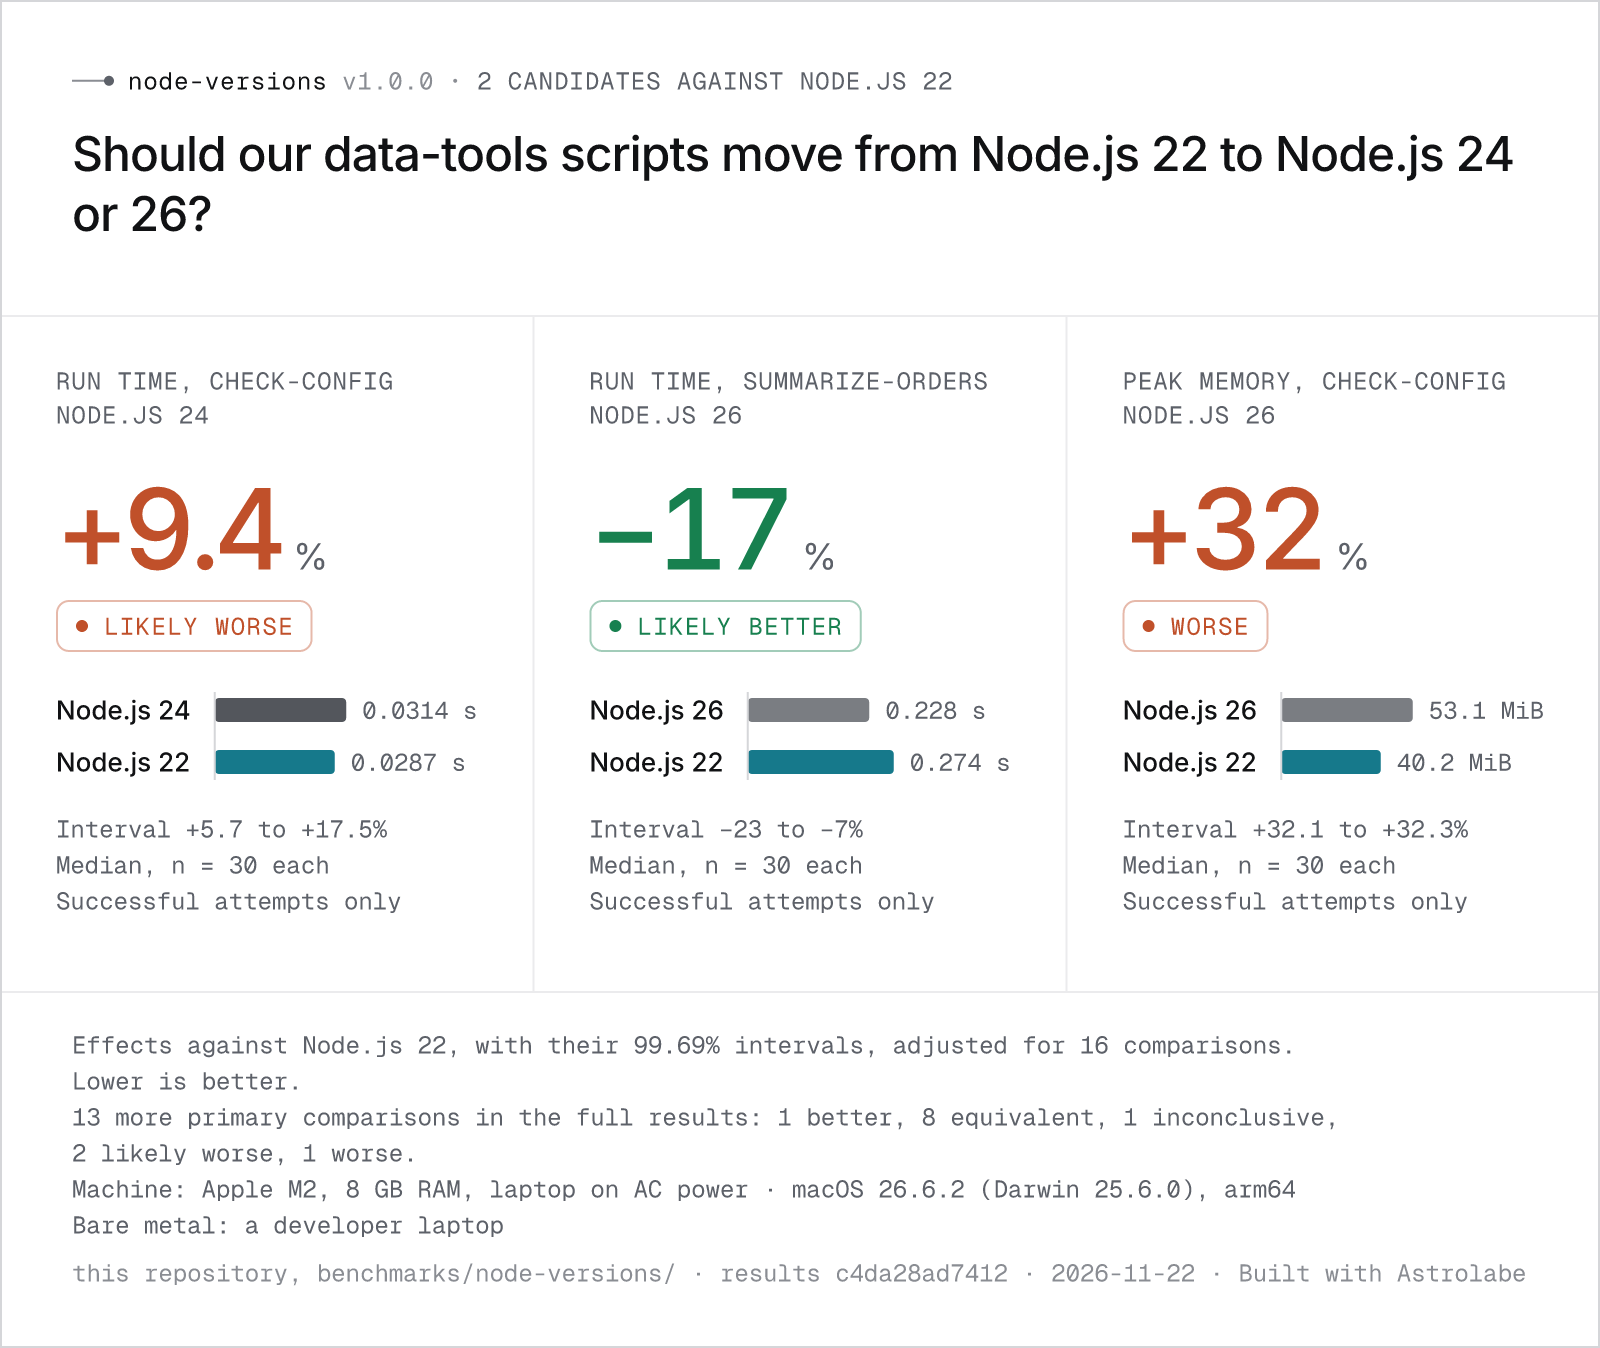 node-versions v1.0.0 · 2 CANDIDATES AGAINST NODE.JS 22
Should our data-tools scripts move from Node.js 22 to Node.js 24
or 26?
RUN TIME, CHECK-CONFIG
NODE.JS 24
+9.4 %
LIKELY WORSE
Node.js 24 0.0314 s
Node.js 22 0.0287 s
Interval +5.7 to +17.5%
Median, n = 30 each
Successful attempts only
RUN TIME, SUMMARIZE-ORDERS
NODE.JS 26
−17 %
LIKELY BETTER
Node.js 26 0.228 s
Node.js 22 0.274 s
Interval −23 to −7%
Median, n = 30 each
Successful attempts only
PEAK MEMORY, CHECK-CONFIG
NODE.JS 26
+32 %
WORSE
Node.js 26 53.1 MiB
Node.js 22 40.2 MiB
Interval +32.1 to +32.3%
Median, n = 30 each
Successful attempts only
Effects against Node.js 22, with their 99.69% intervals, adjusted for 16 comparisons.
Lower is better.
13 more primary comparisons in the full results: 1 better, 8 equivalent, 1 inconclusive,
2 likely worse, 1 worse.
Machine: Apple M2, 8 GB RAM, laptop on AC power · macOS 26.6.2 (Darwin 25.6.0), arm64
Bare metal: a developer laptop
this repository, benchmarks/node-versions/ · results c4da28ad7412 · 2026-11-22 · Built with Astrolabe